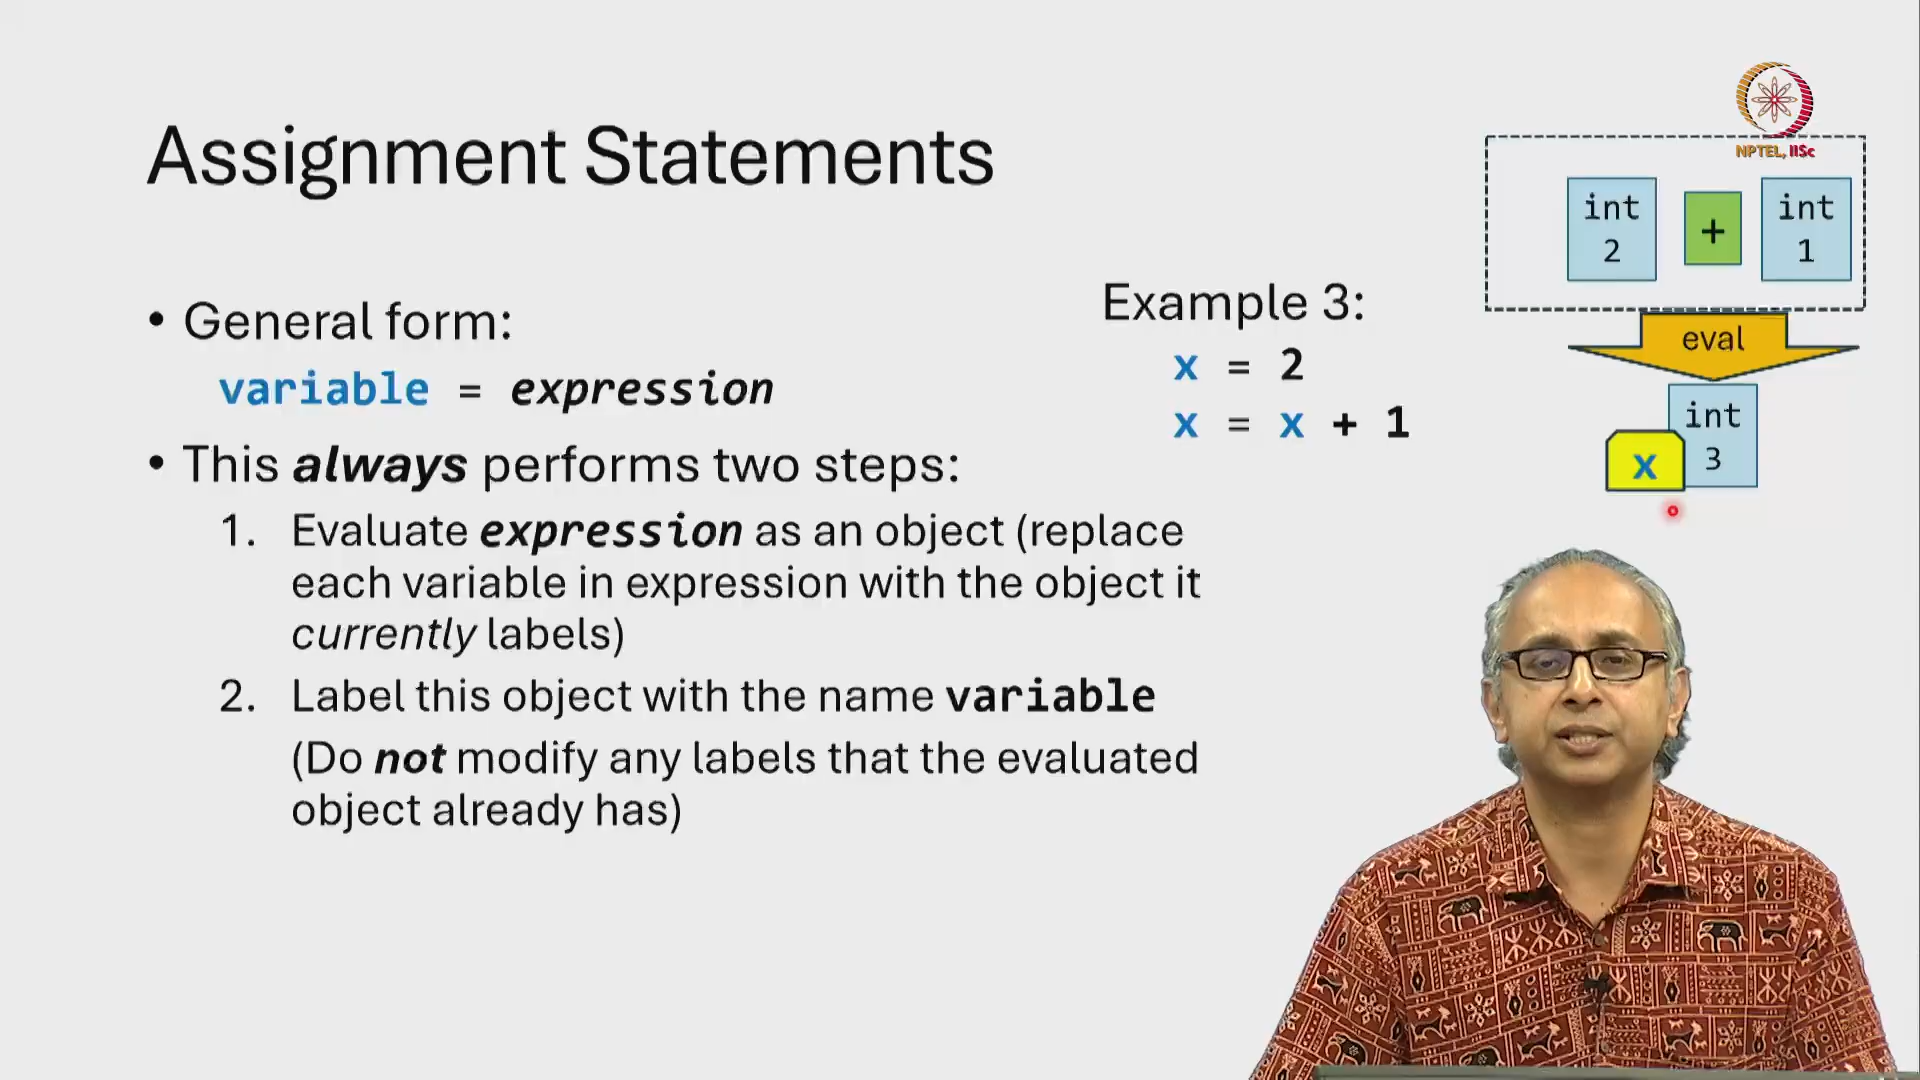 NPTEL, IISc
Assignment Statements
• General form:
variable = expression
• This always performs two steps:
1. Evaluate expression as an object (replace
each variable in expression with the object it
currently labels)
2. Label this object with the name variable
(Do not modify any labels that the evaluated
object already has)
Example 3:
x = 2
x = x + 1
int
2
+
int
1
eval
int
3
x